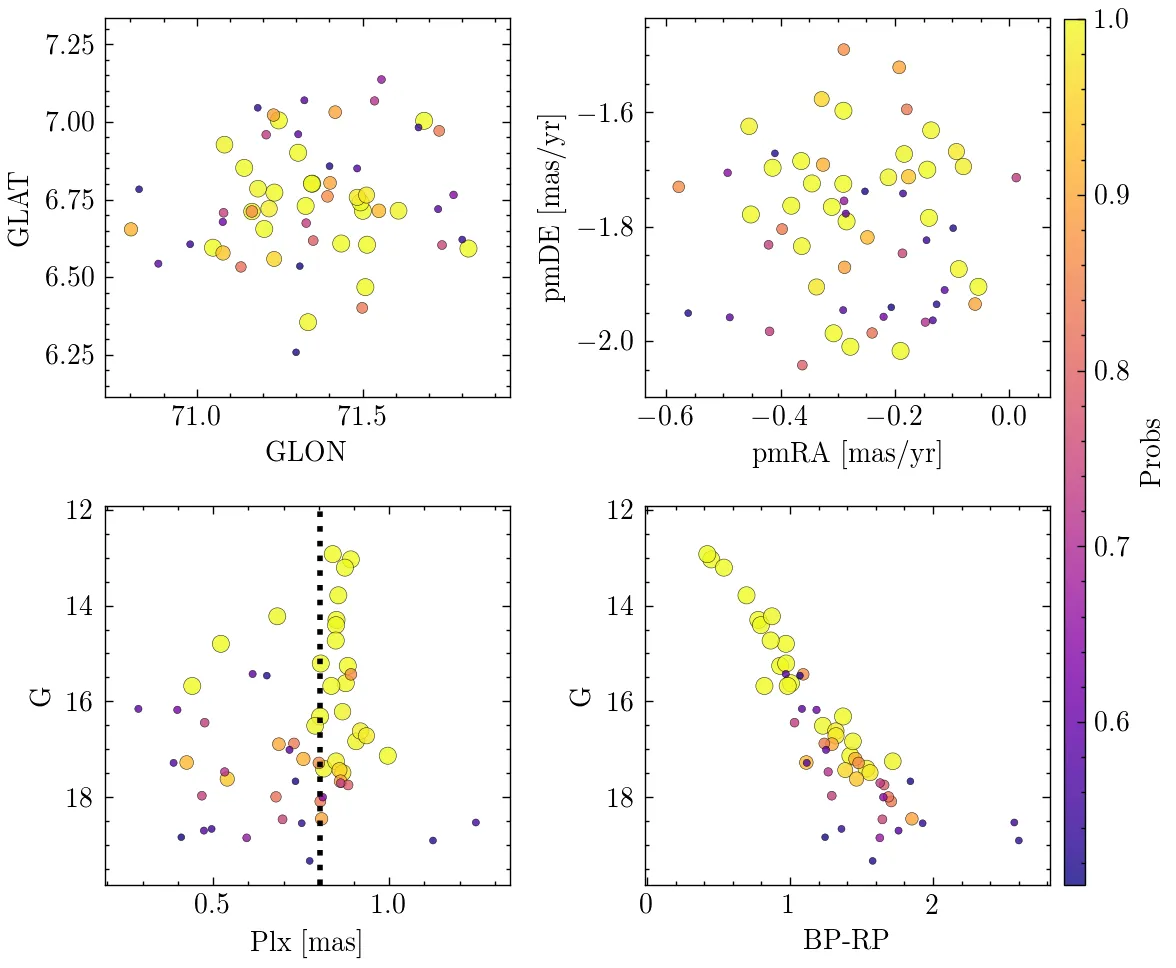 7.25
7.00
6.75
6.50
6.25
GLAT
71.0 71.5
GLON
−1.6
−1.8
−2.0
pmDE [mas/yr]
−0.6 −0.4 −0.2 0.0
pmRA [mas/yr]
12
14
16
18
G
0.5 1.0
Plx [mas]
12
14
16
18
G
0 1 2
BP-RP
1.0
0.9
0.8
0.7
0.6
Probs